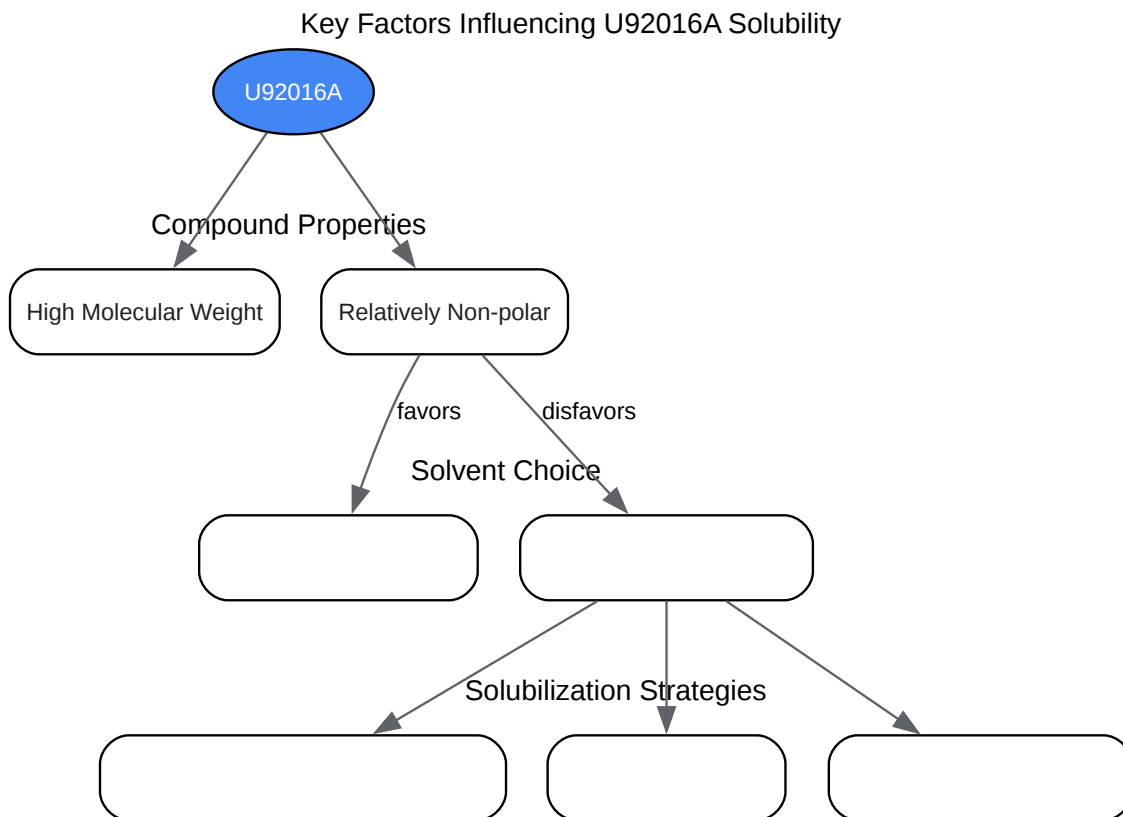 Key Factors Influencing U92016A Solubility
U92016A
Compound Properties
High Molecular Weight
Relatively Non-polar
favors
disfavors
Solvent Choice
Solubilization Strategies